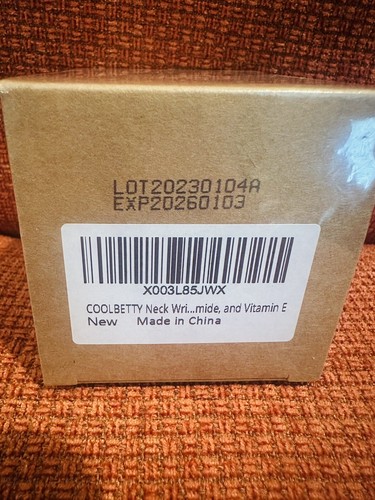 LOT20230104A
EXP20260103
X003L85JWX
COOLBETTY Neck Wri...mide, and Vitamin E
New Made in China